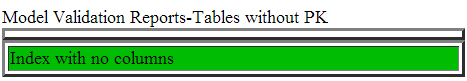 Model Validation Reports-Tables without PK
Index with no columns